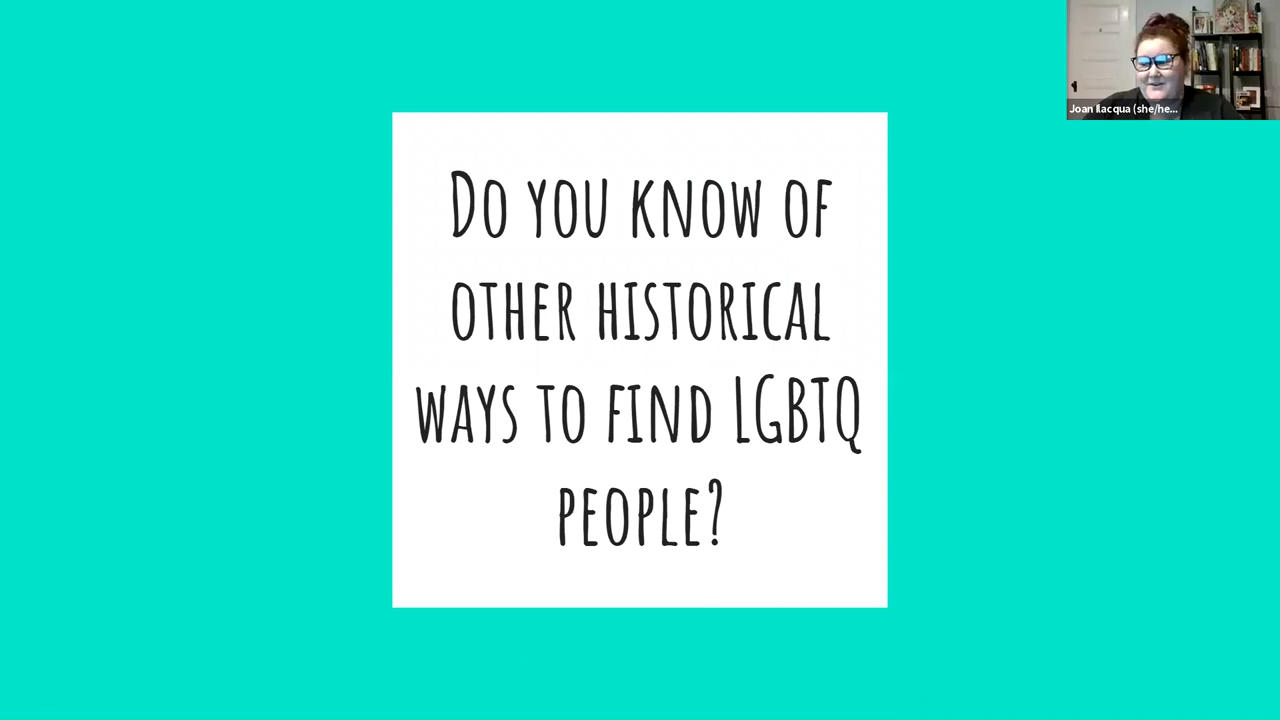 Do you know of
other historical
ways to find LGBTQ
people?
Joan Ilacqua (she/he...